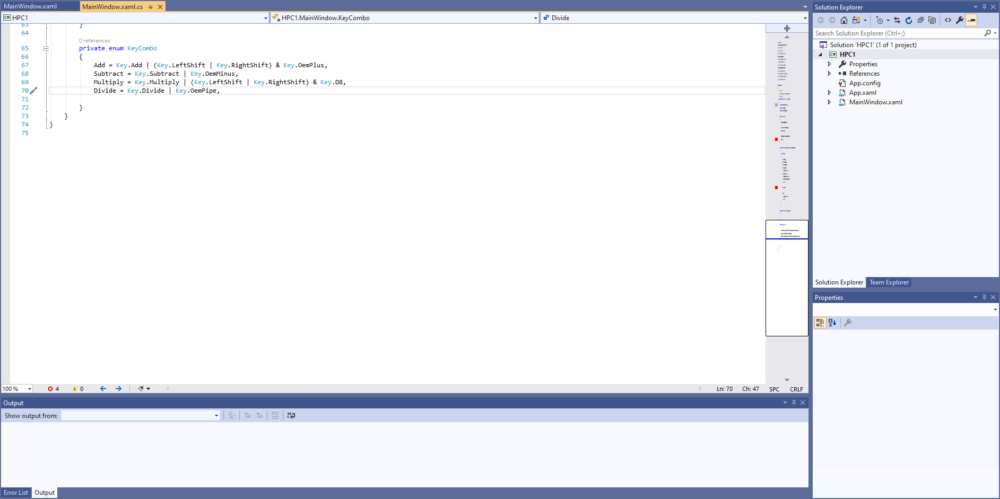 MainWindow.xaml
MainWindow.xaml.cs
HPC1
HPC1.MainWindow.KeyCombo
Divide
63 }
64
0 references
65 private enum KeyCombo
66 {
67 Add = Key.Add | (Key.LeftShift | Key.RightShift) & Key.OemPlus,
68 Subtract = Key.Subtract | Key.OemMinus,
69 Multiply = Key.Multiply | (Key.LeftShift | Key.RightShift) & Key.D8,
70 Divide = Key.Divide | Key.OemPipe,
71
72 }
73 }
74 }
75
100 %
4
0
Ln: 70 Ch: 47 SPC CRLF
Output
Show output from:
Error List
Output
Solution Explorer
Search Solution Explorer (Ctrl+;)
Solution 'HPC1' (1 of 1 project)
C# HPC1
Properties
References
App.config
App.xaml
MainWindow.xaml
Solution Explorer
Team Explorer
Properties